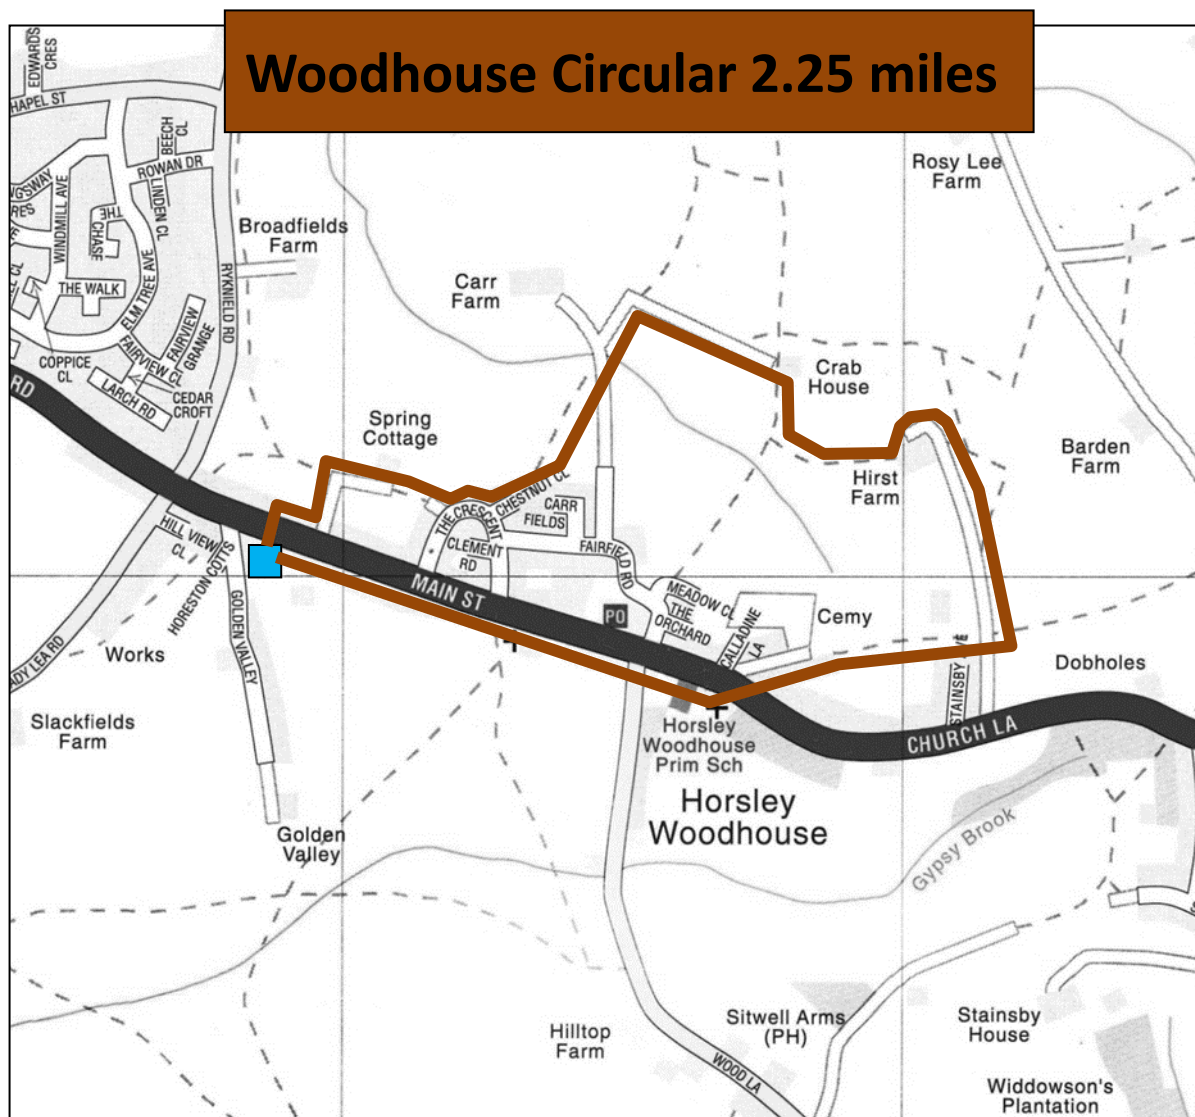 Woodhouse Circular 2.25 miles
EDWARDS
CRES
HAPEL ST
BEECH
CL
ROWAN DR
LINDEN CL
NGSWAY
RES
WINDMILL AVE
THE
CHASE
THE WALK
ELM TREE AVE
RYKNIELD RD
Broadfields
Farm
Rosy Lee
Farm
Carr
Farm
COPPICE
CL
FAIRVIEW CL
FAIRVIEW
GRANGE
LARCH RD
CEDAR
CROFT
RD
Spring
Cottage
Crab
House
Barden
Farm
Hirst
Farm
CHESTNUT CL
THE CRESCENT
CARR
FIELDS
CLEMENT
RD
FAIRFIELD RD
HILL VIEW
CL
HORESTON COTTS
GOLDEN VALLEY
MAIN ST
PO
MEADOW CL
THE
ORCHARD
CALLADINE
LA
Cemy
Works
ADY LEA RD
STAINSBY
Dobholes
Slackfields
Farm
Horsley
Woodhouse
Prim Sch
CHURCH LA
Horsley
Woodhouse
Golden
Valley
Gypsy Brook
Hilltop
Farm
WOOD LA
Sitwell Arms
(PH)
Stainsby
House
Widdowson's
Plantation